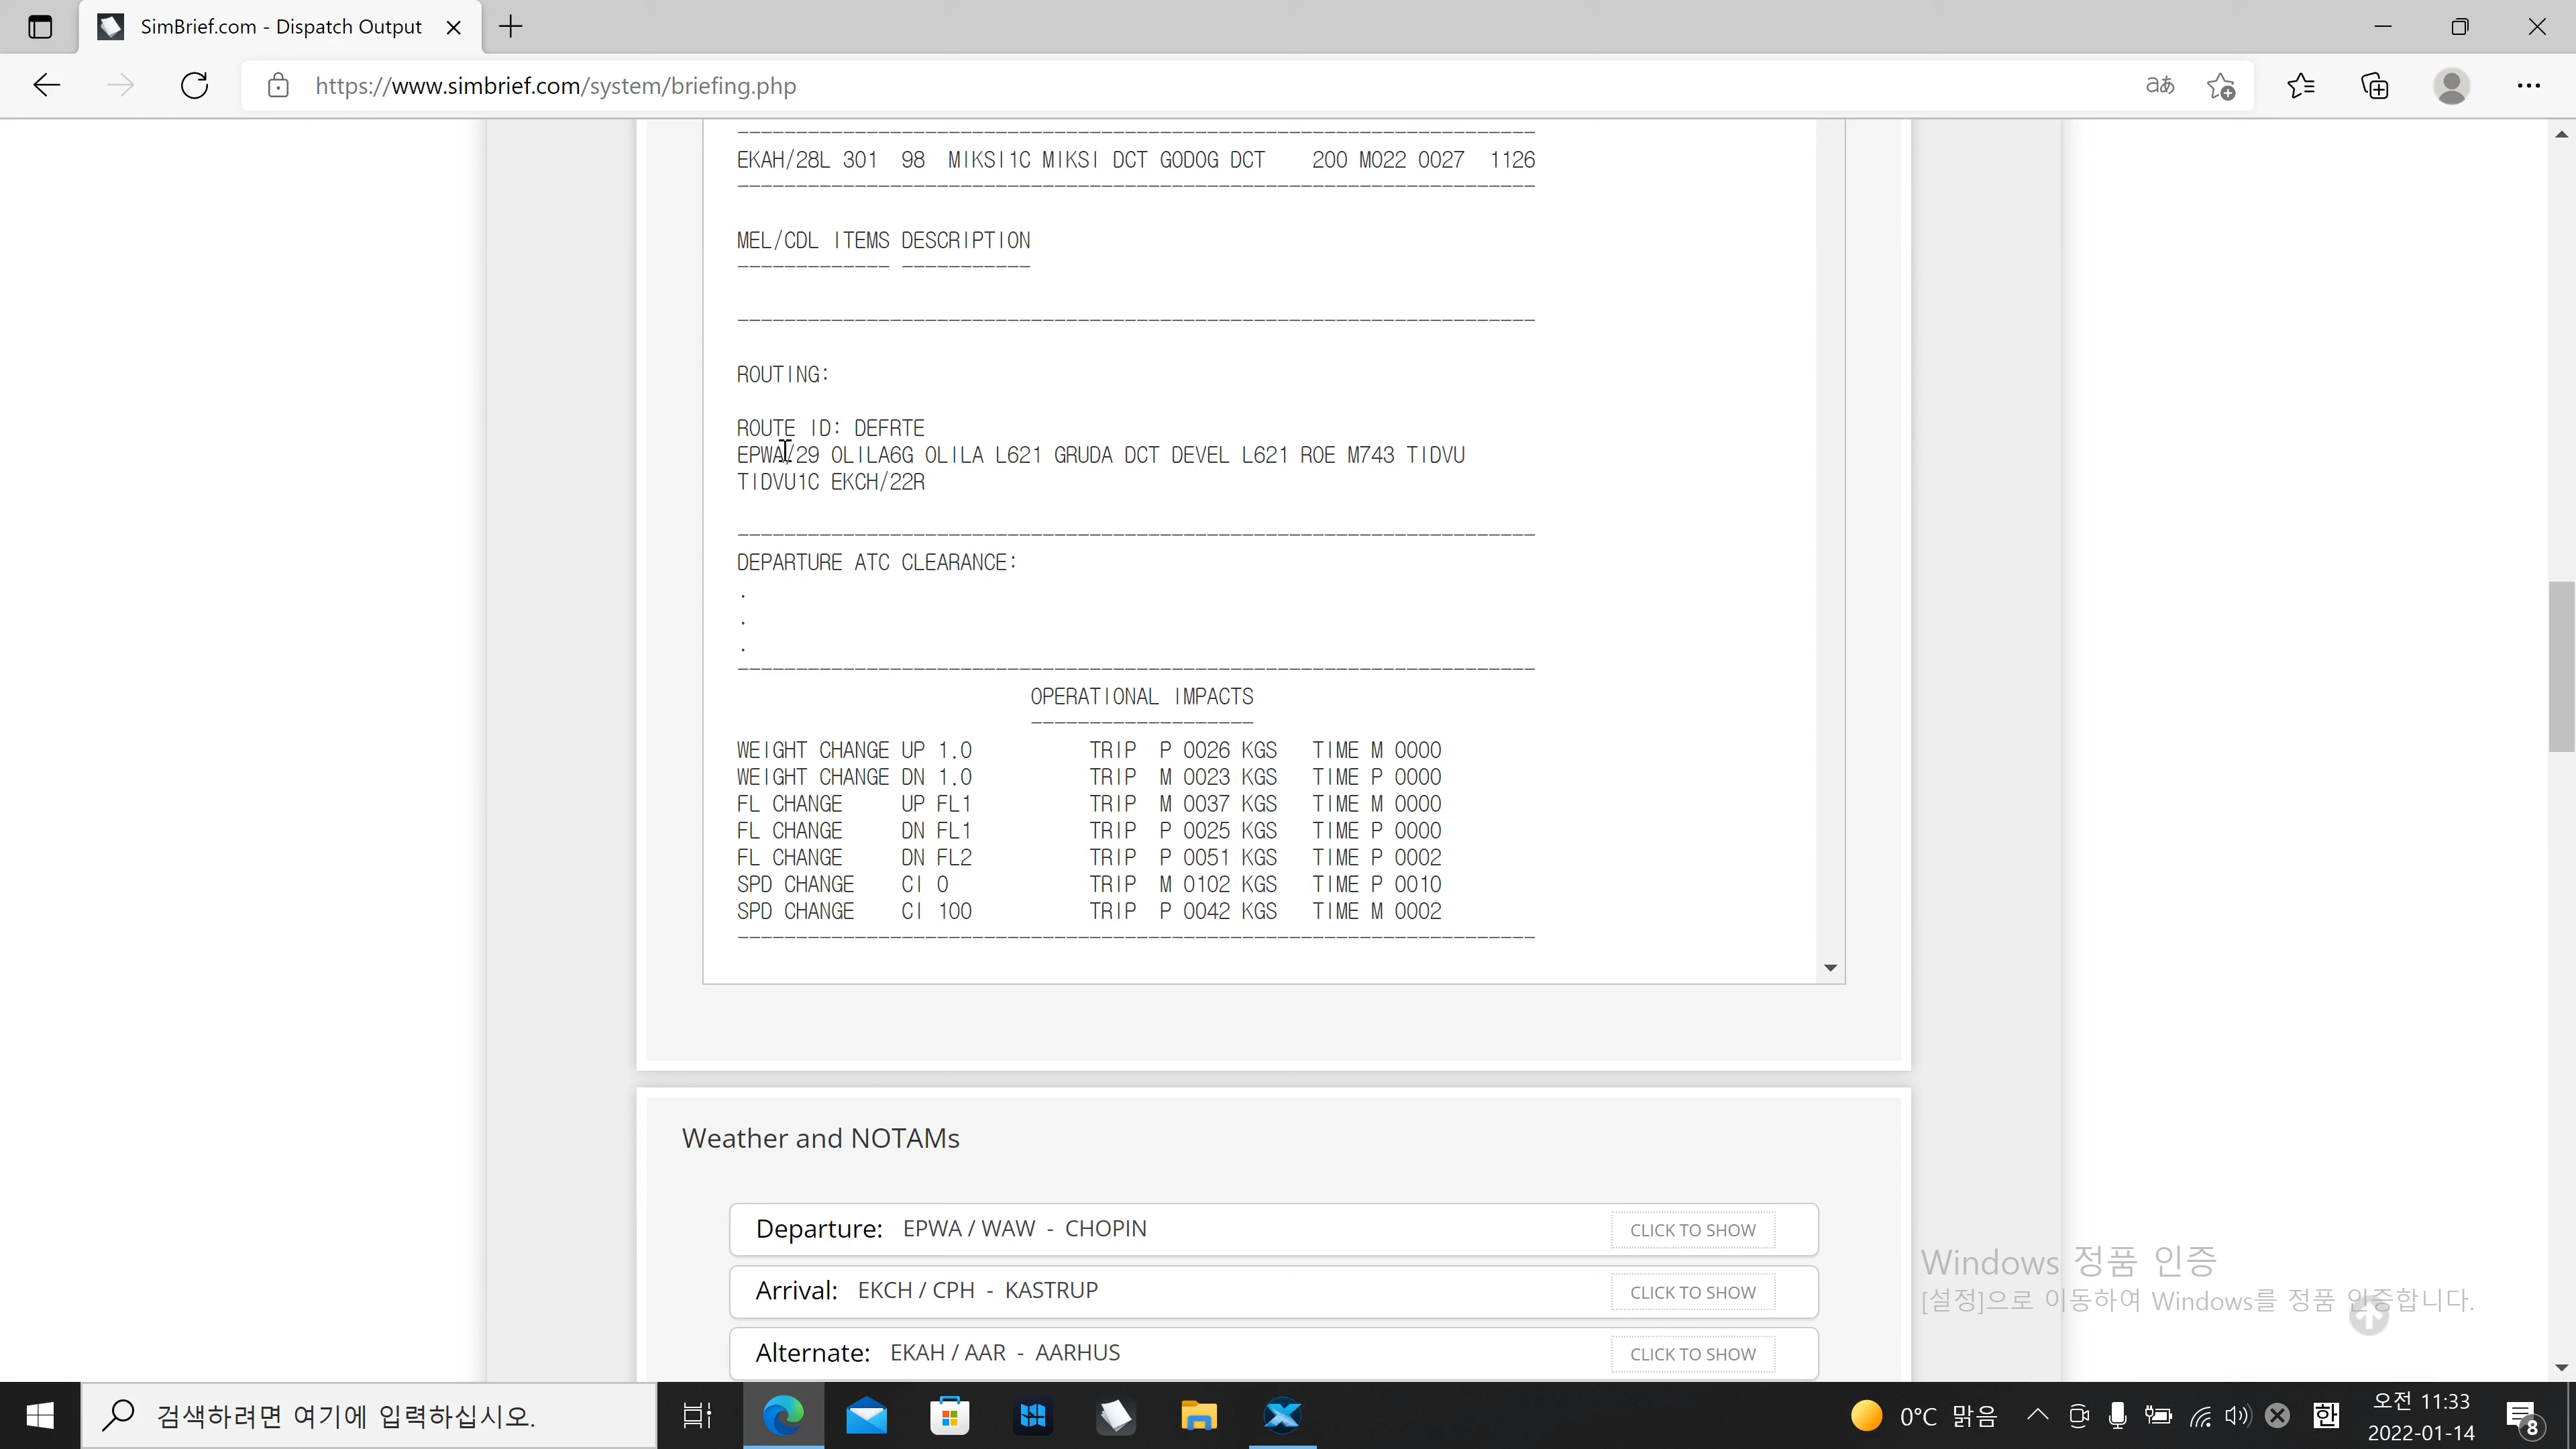 SimBrief.com - Dispatch Output
https://www.simbrief.com/system/briefing.php
aあ
EKAH/28L 301 98 MIKSI1C MIKSI DCT GODOG DCT 200 M022 0027 1126
MEL/CDL ITEMS DESCRIPTION
ROUTING:
ROUTE ID: DEFRTE
EPWA/29 OLILA6G OLILA L621 GRUDA DCT DEVEL L621 ROE M743 TIDVU
TIDVU1C EKCH/22R
DEPARTURE ATC CLEARANCE:
.
.
.
OPERATIONAL IMPACTS
WEIGHT CHANGE UP 1.0 TRIP P 0026 KGS TIME M 0000
WEIGHT CHANGE DN 1.0 TRIP M 0023 KGS TIME P 0000
FL CHANGE UP FL1 TRIP M 0037 KGS TIME M 0000
FL CHANGE DN FL1 TRIP P 0025 KGS TIME P 0000
FL CHANGE DN FL2 TRIP P 0051 KGS TIME P 0002
SPD CHANGE CI 0 TRIP M 0102 KGS TIME P 0010
SPD CHANGE CI 100 TRIP P 0042 KGS TIME M 0002
Weather and NOTAMs
Departure: EPWA / WAW - CHOPIN CLICK TO SHOW
Arrival: EKCH / CPH - KASTRUP CLICK TO SHOW
Alternate: EKAH / AAR - AARHUS CLICK TO SHOW
Windows 정품 인증
[설정]으로 이동하여 Windows를 정품 인증합니다.
검색하려면 여기에 입력하십시오.
0°C 맑음
한
오전 11:33
2022-01-14
8